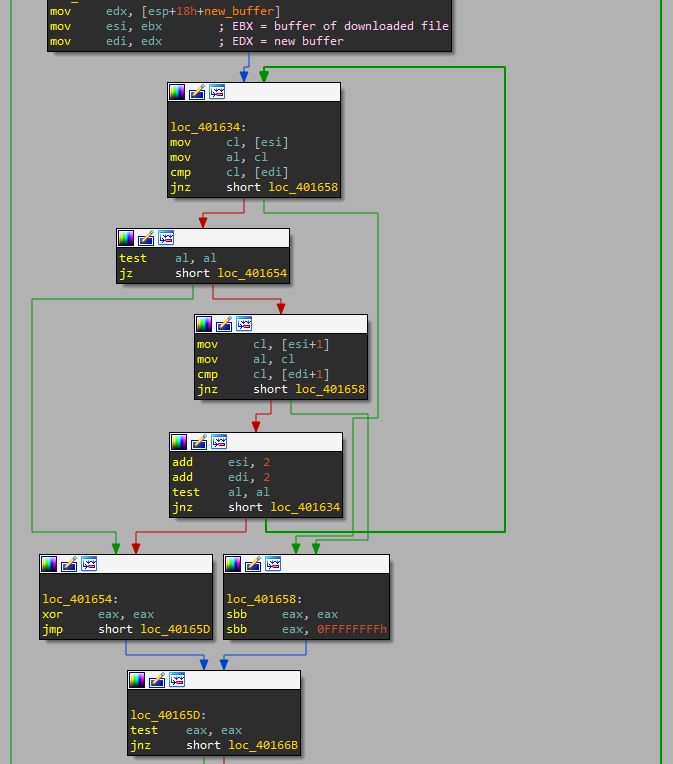 mov edx, [esp+18h+new_buffer]
mov esi, ebx ; EBX = buffer of downloaded file
mov edi, edx ; EDX = new buffer
loc_401634:
mov cl, [esi]
mov al, cl
cmp cl, [edi]
jnz short loc_401658
test al, al
jz short loc_401654
mov cl, [esi+1]
mov al, cl
cmp cl, [edi+1]
jnz short loc_401658
add esi, 2
add edi, 2
test al, al
jnz short loc_401634
loc_401654:
xor eax, eax
jmp short loc_40165D
loc_401658:
sbb eax, eax
sbb eax, 0FFFFFFFFh
loc_40165D:
test eax, eax
jnz short loc_40166B